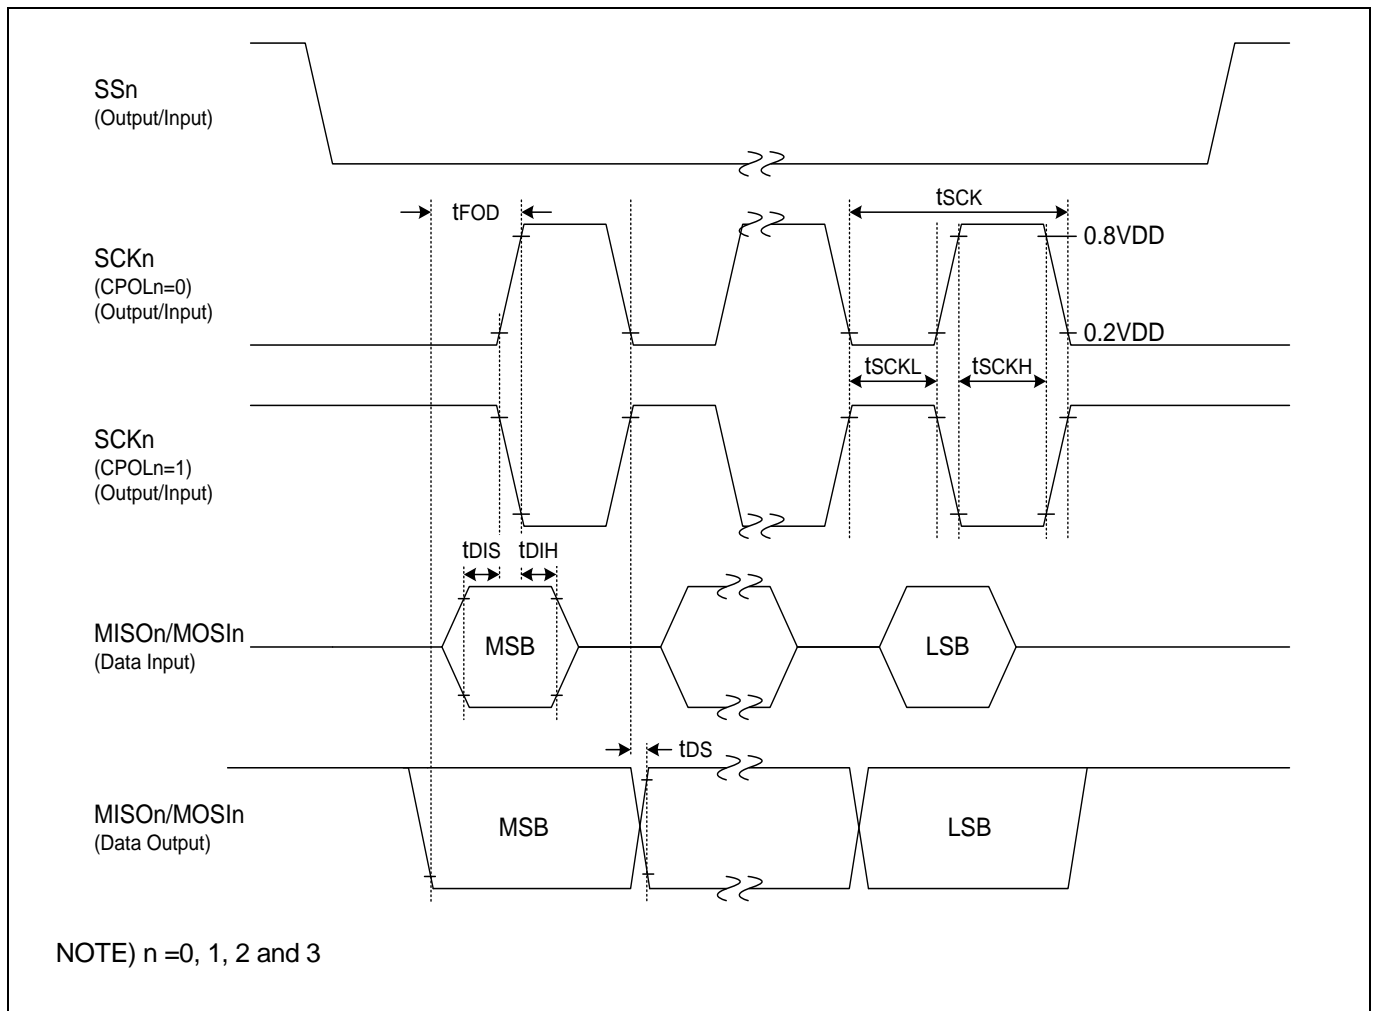 SSn
(Output/Input)
tFOD
tSCK
SCKn
(CPOLn=0)
(Output/Input)
0.8VDD
0.2VDD
tSCKL
tSCKH
SCKn
(CPOLn=1)
(Output/Input)
tDIS
tDIH
MISOn/MOSIn
(Data Input)
MSB
LSB
tDS
MISOn/MOSIn
(Data Output)
MSB
LSB
NOTE) n =0, 1, 2 and 3